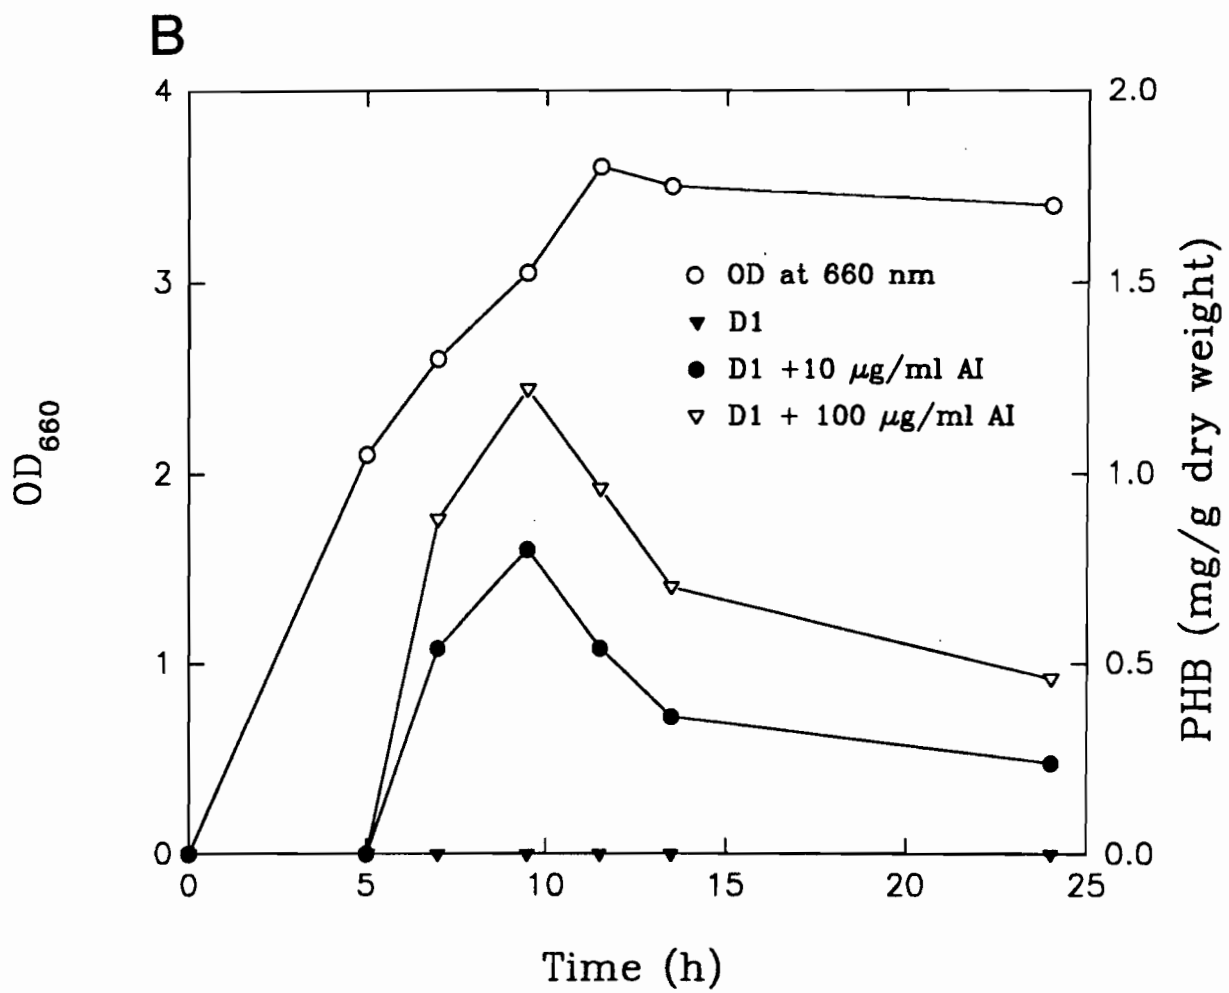 B
4
2.0
3
1.5
2
1.0
1
0.5
0
0.0
OD660
PHB (mg/g dry weight)
OD at 660 nm
D1
D1 +10 μg/ml AI
D1 + 100 μg/ml AI
0 5 10 15 20 25
Time (h)